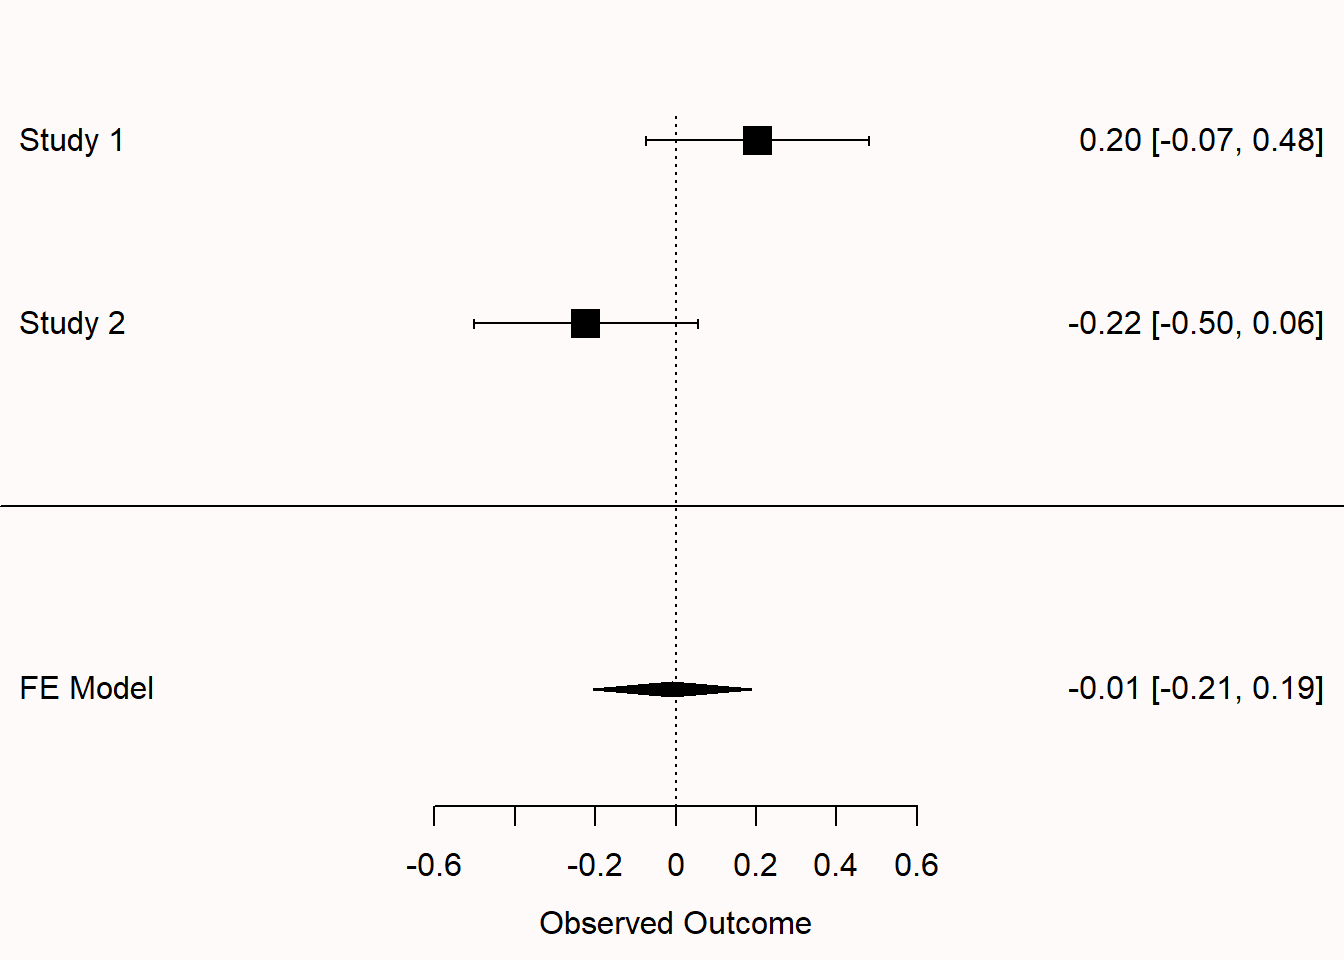 Study 1 0.20 [-0.07, 0.48]
Study 2 -0.22 [-0.50, 0.06]
FE Model -0.01 [-0.21, 0.19]
-0.6 -0.2 0 0.2 0.4 0.6
Observed Outcome